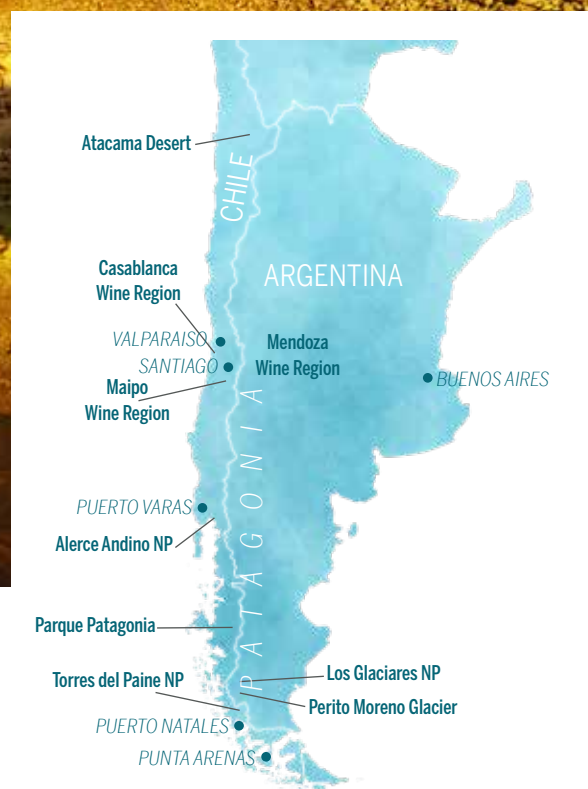 Atacama Desert
CHILE
Casablanca
Wine Region
ARGENTINA
VALPARAISO
Mendoza
Wine Region
SANTIAGO
Maipo
Wine Region
BUENOS AIRES
PATAGONIA
PUERTO VARAS
Alerce Andino NP
Parque Patagonia
Los Glaciares NP
Torres del Paine NP
Perito Moreno Glacier
PUERTO NATALES
PUNTA ARENAS